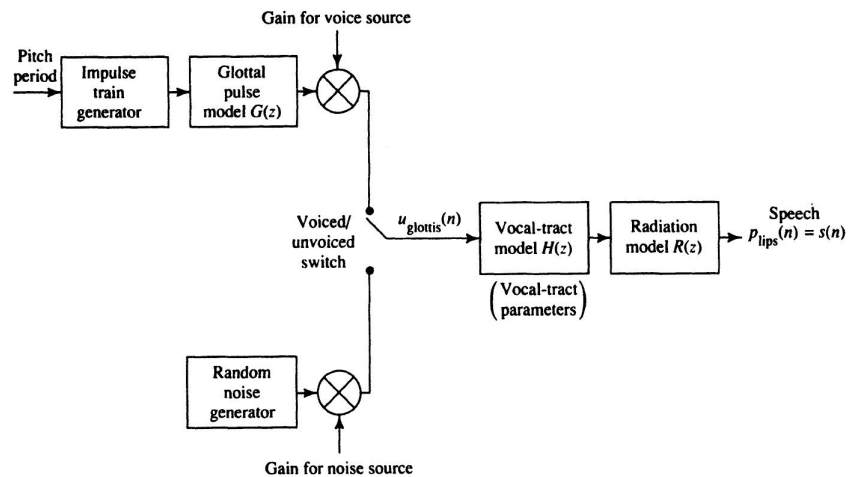 Gain for voice source
Pitch
period
Impulse
train
generator
Glottal
pulse
model G(z)
Voiced/
unvoiced
switch
u_glottis(n)
Vocal-tract
model H(z)
(Vocal-tract
parameters)
Radiation
model R(z)
Speech
p_lips(n) = s(n)
Random
noise
generator
Gain for noise source